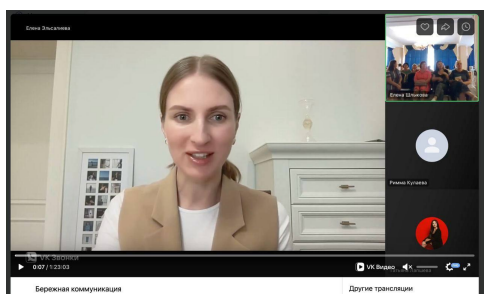 Елена Эльсалиева
Елена Шлыкова
Римма Кулаева
VK Звонки
0:07 / 1:23:03
VK Видео
Бережная коммуникация
Другие трансляции